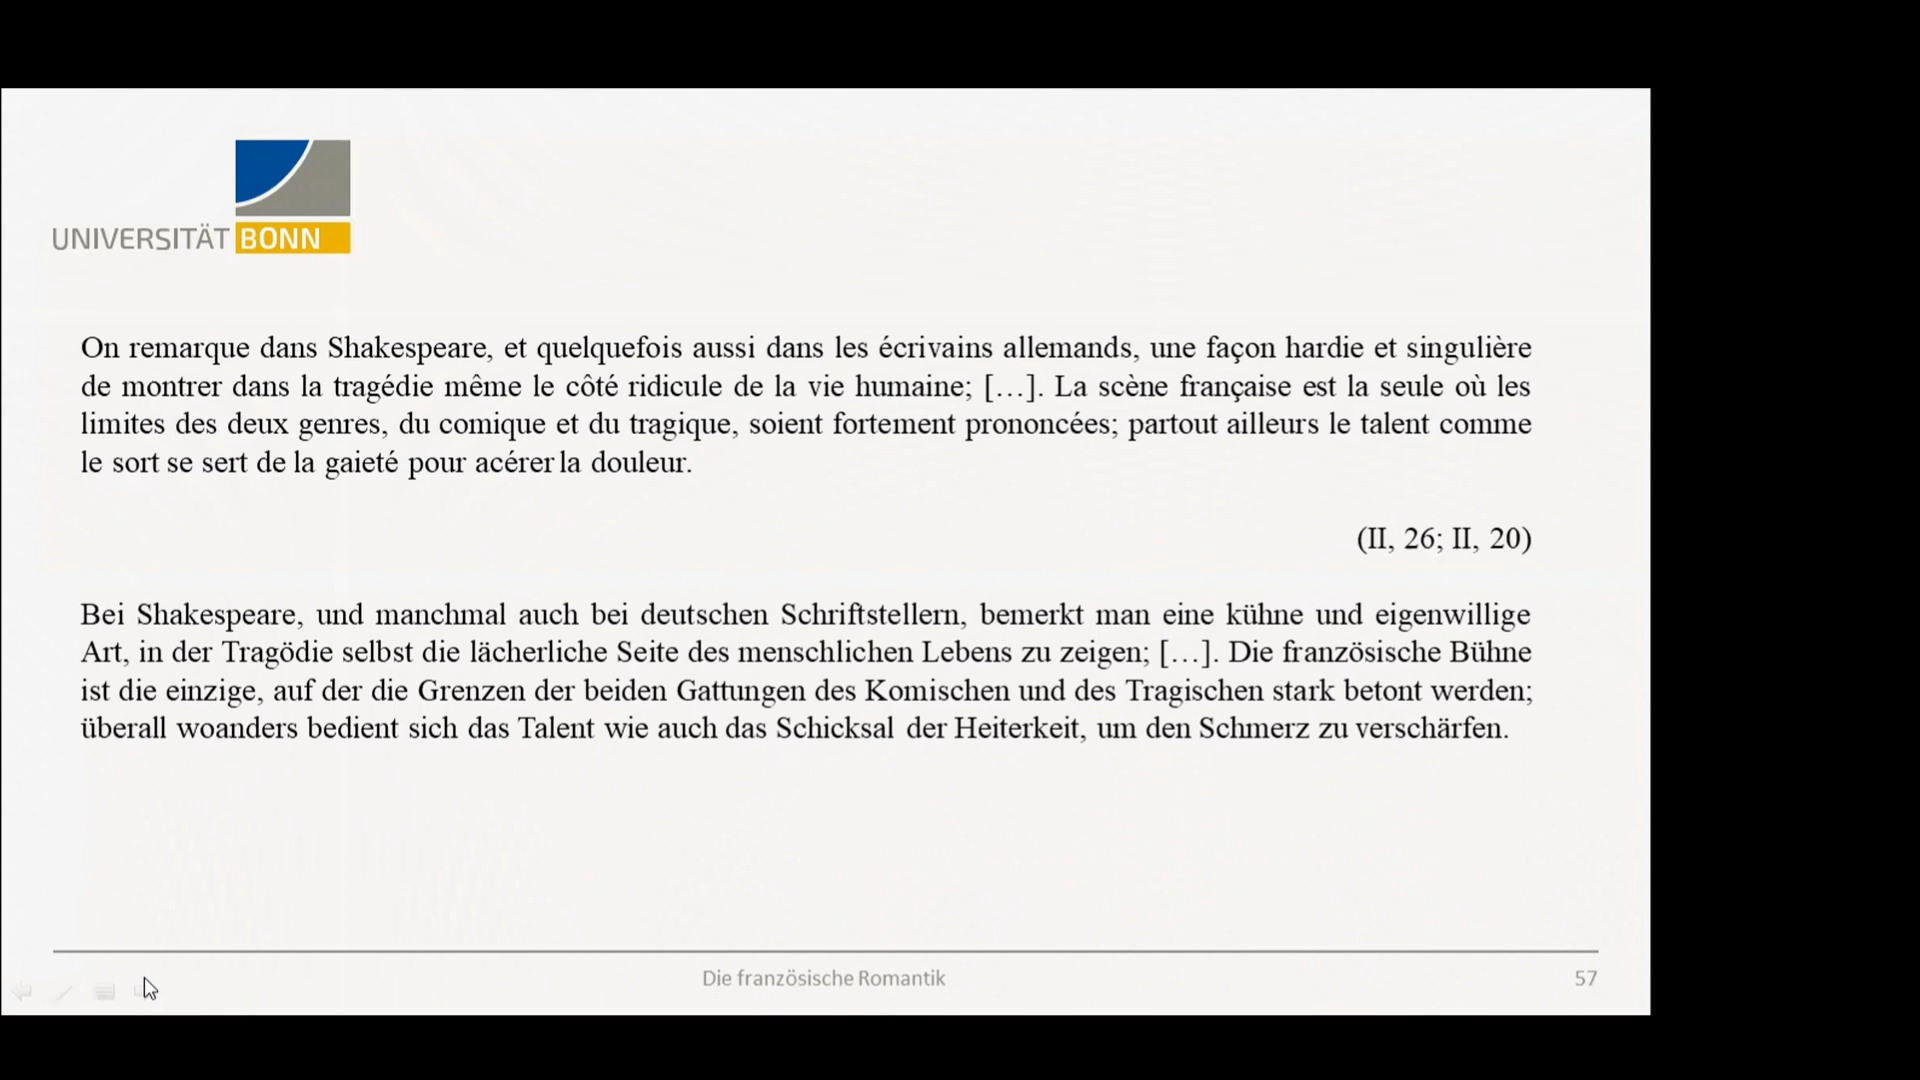 UNIVERSITÄT BONN
On remarque dans Shakespeare, et quelquefois aussi dans les écrivains allemands, une façon hardie et singulière
de montrer dans la tragédie même le côté ridicule de la vie humaine; […]. La scène française est la seule où les
limites des deux genres, du comique et du tragique, soient fortement prononcées; partout ailleurs le talent comme
le sort se sert de la gaieté pour acérer la douleur.
(II, 26; II, 20)
Bei Shakespeare, und manchmal auch bei deutschen Schriftstellern, bemerkt man eine kühne und eigenwillige
Art, in der Tragödie selbst die lächerliche Seite des menschlichen Lebens zu zeigen; […]. Die französische Bühne
ist die einzige, auf der die Grenzen der beiden Gattungen des Komischen und des Tragischen stark betont werden;
überall woanders bedient sich das Talent wie auch das Schicksal der Heiterkeit, um den Schmerz zu verschärfen.
Die französische Romantik
57